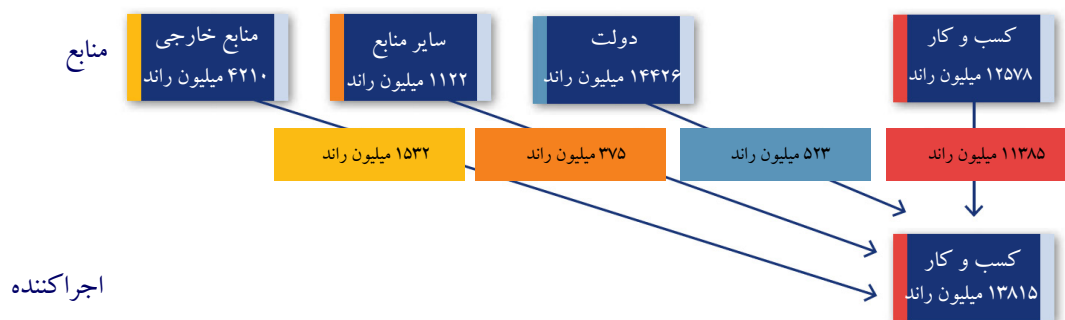 منابع
کسب و کار
۱۲۵۷۸ میلیون راند
دولت
۱۴۴۲۶ میلیون راند
سایر منابع
۱۱۲۲ میلیون راند
منابع خارجی
۴۲۱۰ میلیون راند
۱۱۳۸۵ میلیون راند
۵۲۳ میلیون راند
۳۷۵ میلیون راند
۱۵۳۲ میلیون راند
اجراکننده
کسب و کار
۱۳۸۱۵ میلیون راند